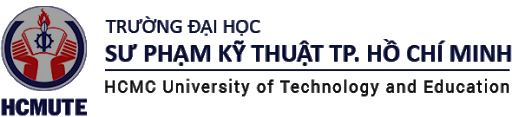 TRƯỜNG ĐẠI HỌC
SƯ PHẠM KỸ THUẬT TP. HỒ CHÍ MINH
HCMC University of Technology and Education
HCMUTE